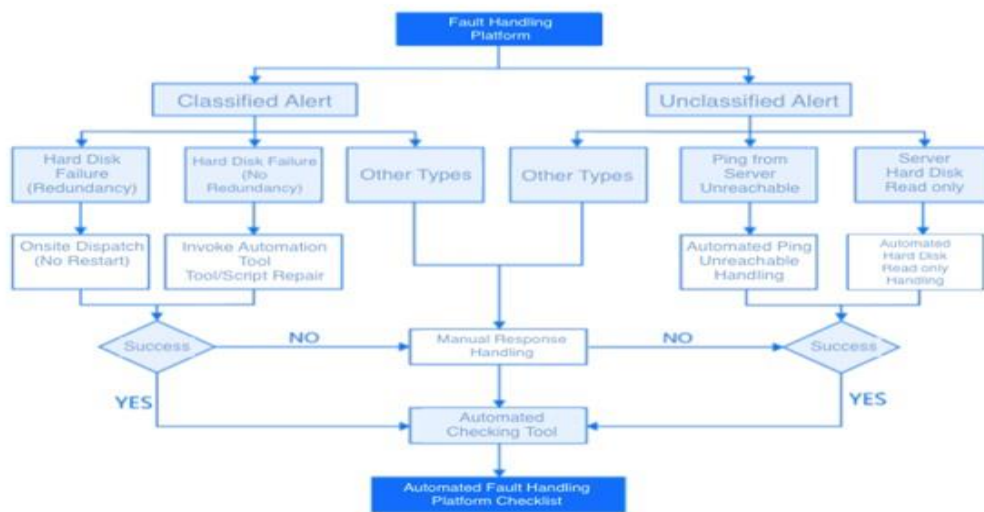 Fault Handling
Platform
Classified Alert
Unclassified Alert
Hard Disk
Failure
(Redundancy)
Hard Disk Failure
(No
Redundancy)
Other Types
Other Types
Ping from
Server
Unreachable
Server
Hard Disk
Read only
Onsite Dispatch
(No Restart)
Invoke Automation
Tool
Tool/Script Repair
Automated Ping
Unreachable
Handling
Automated
Hard Disk
Read only
Handling
Success
NO
Manual Response
Handling
NO
Success
YES
YES
Automated
Checking Tool
Automated Fault Handling
Platform Checklist